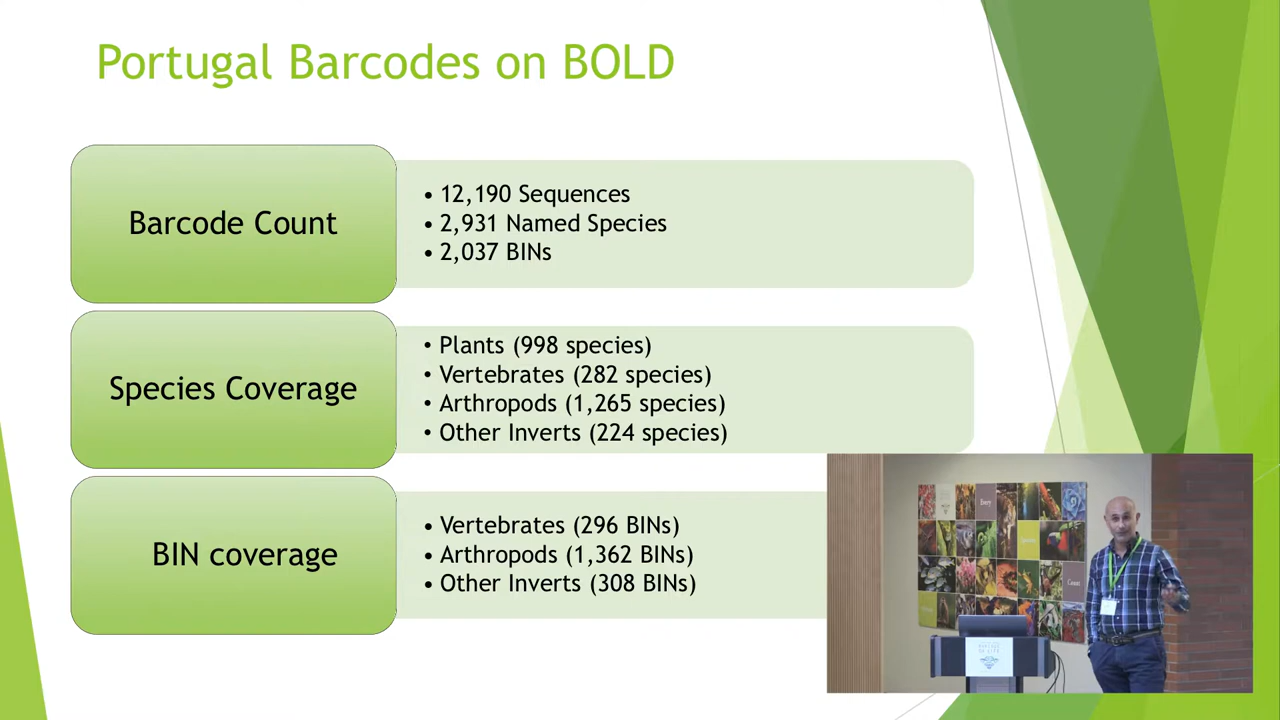 Portugal Barcodes on BOLD
Barcode Count
• 12,190 Sequences
• 2,931 Named Species
• 2,037 BINs
Species Coverage
• Plants (998 species)
• Vertebrates (282 species)
• Arthropods (1,265 species)
• Other Inverts (224 species)
BIN coverage
• Vertebrates (296 BINs)
• Arthropods (1,362 BINs)
• Other Inverts (308 BINs)
Every